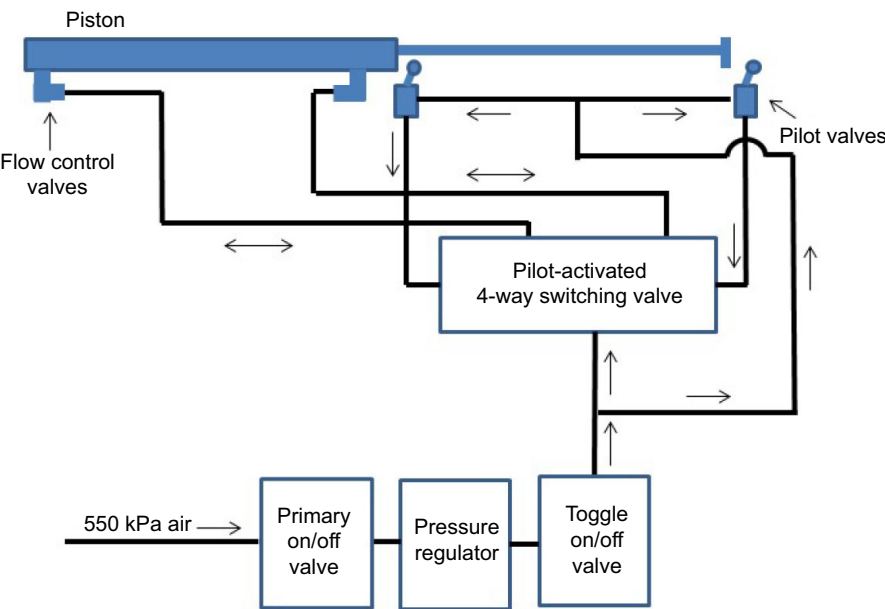 Piston
Pilot valves
Flow control
valves
Pilot-activated
4-way switching valve
550 kPa air
Primary
on/off
valve
Pressure
regulator
Toggle
on/off
valve